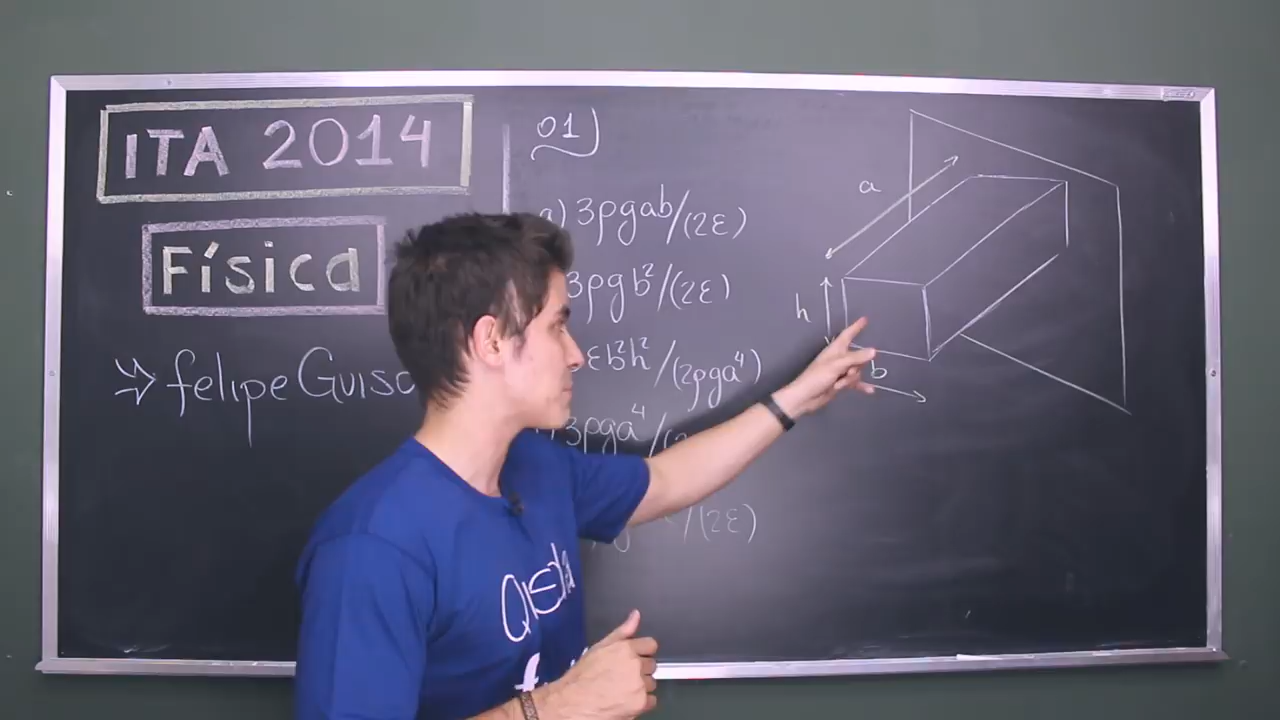 ITA 2014
Física
felipe Guiso
01)
a) 3ρgab/(2ε)
3ρgb²/(2ε)
εb²h²/(2ρga⁴)
3ρga⁴/(2
/(2ε)
a
h
b